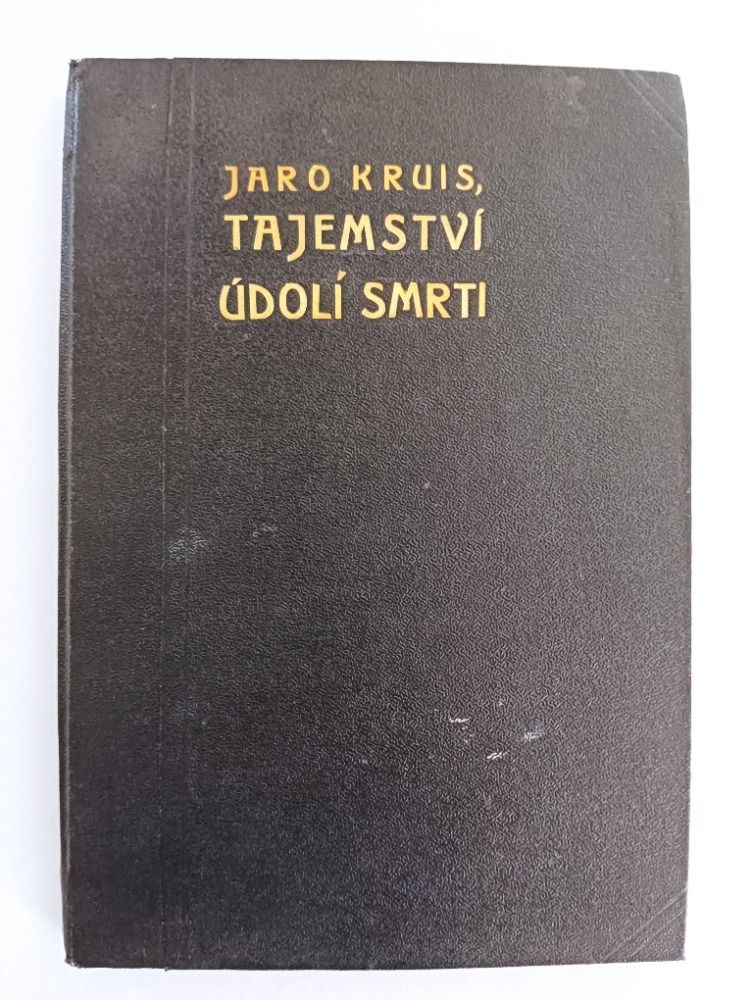 JARO KRUIS,
TAJEMSTVÍ
ÚDOLÍ SMRTI